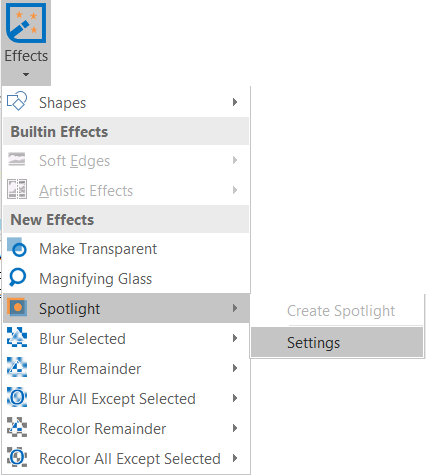 Effects
Shapes
Builtin Effects
Soft Edges
Artistic Effects
New Effects
Make Transparent
Magnifying Glass
Spotlight
Create Spotlight
Settings
Blur Selected
Blur Remainder
Blur All Except Selected
Recolor Remainder
Recolor All Except Selected